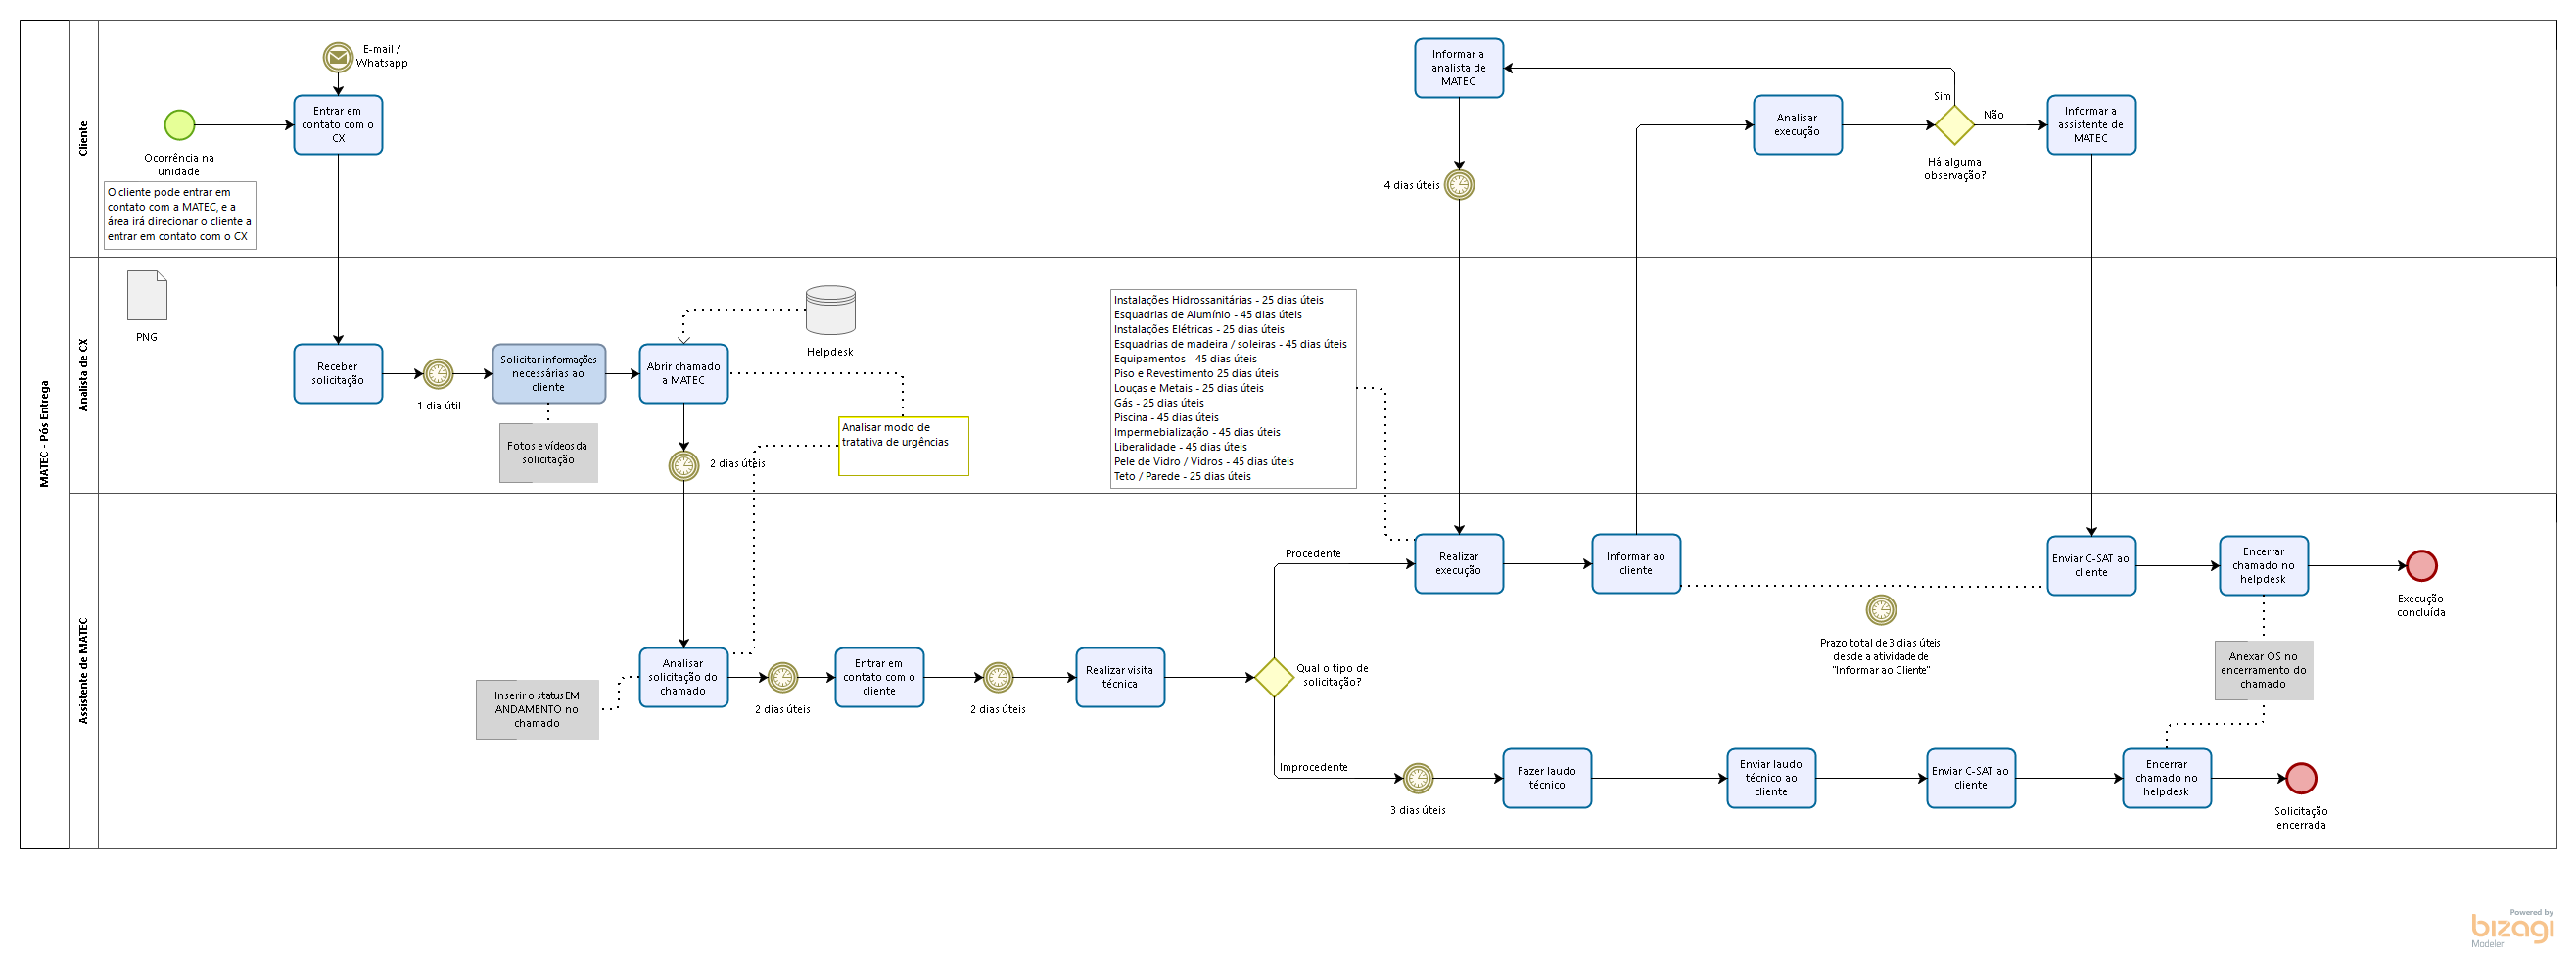 MATEC - Pós Entrega
Cliente
E-mail /
Whatsapp
Entrar em
contato com o
CX
Ocorrência na
unidade
O cliente pode entrar em
contato com a MATEC, e a
área irá direcionar o cliente a
entrar em contato com o CX
Informar a
analista de
MATEC
4 dias úteis
Analisar
execução
Sim
Não
Há alguma
observação?
Informar a
assistente de
MATEC
Analista de CX
PNG
Receber
solicitação
1 dia útil
Solicitar informações
necessárias ao
cliente
Fotos e vídeos da
solicitação
Abrir chamado
a MATEC
Helpdesk
2 dias úteis
Analisar modo de
tratativa de urgências
Instalações Hidrossanitárias - 25 dias úteis
Esquadrias de Alumínio - 45 dias úteis
Instalações Elétricas - 25 dias úteis
Esquadrias de madeira / soleiras - 45 dias úteis
Equipamentos - 45 dias úteis
Piso e Revestimento 25 dias úteis
Louças e Metais - 25 dias úteis
Gás - 25 dias úteis
Piscina - 45 dias úteis
Impermebialização - 45 dias úteis
Liberalidade - 45 dias úteis
Pele de Vidro / Vidros - 45 dias úteis
Teto / Parede - 25 dias úteis
Assistente de MATEC
Inserir o status EM
ANDAMENTO no
chamado
Analisar
solicitação do
chamado
2 dias úteis
Entrar em
contato com o
cliente
2 dias úteis
Realizar visita
técnica
Qual o tipo de
solicitação?
Procedente
Realizar
execução
Informar ao
cliente
Prazo total de 3 dias úteis
desde a atividade de
"Informar ao Cliente"
Enviar C-SAT ao
cliente
Encerrar
chamado no
helpdesk
Execução
concluída
Anexar OS no
encerramento do
chamado
Improcedente
3 dias úteis
Fazer laudo
técnico
Enviar laudo
técnico ao
cliente
Enviar C-SAT ao
cliente
Encerrar
chamado no
helpdesk
Solicitação
encerrada
Powered by
bizagi
Modeler